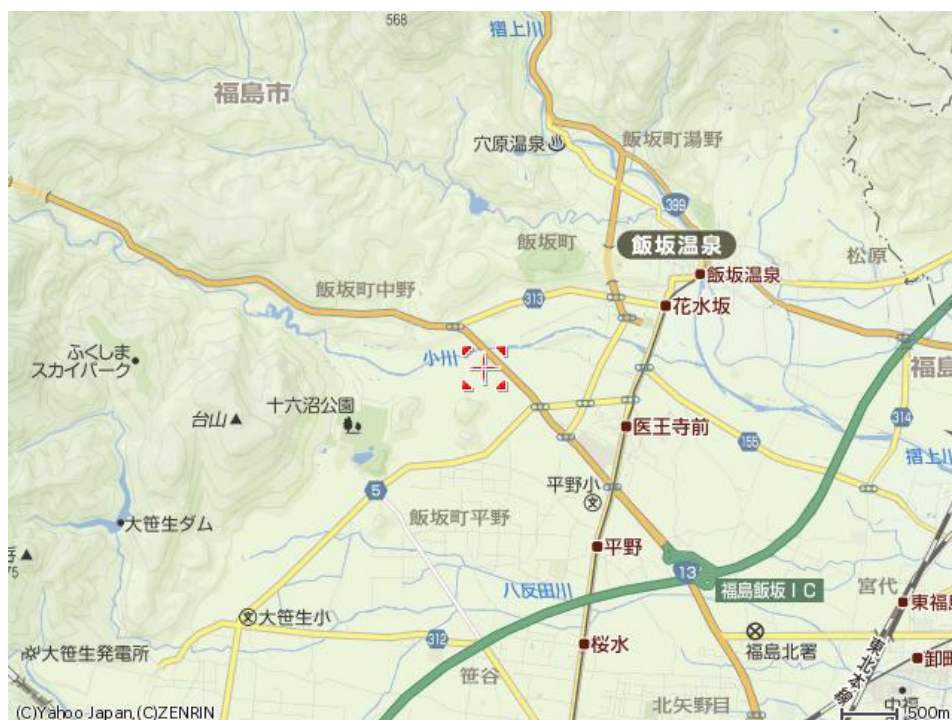 568
摺上川
福島市
穴原温泉
飯坂町湯野
399
飯坂町
飯坂温泉
松原
飯坂温泉
飯坂町中野
313
花水坂
小川
ふくしま
スカイパーク
福島
台山
十六沼公園
314
医王寺前
155
摺上川
5
平野小
飯坂町平野
大笹生ダム
平野
13
八反田川
福島飯坂IC
宮代
大笹生小
東福島
312
福島北署
大笹生発電所
桜水
東北本線
卸町
笹谷
北矢野目
中福
(C)Yahoo Japan,(C)ZENRIN
500m